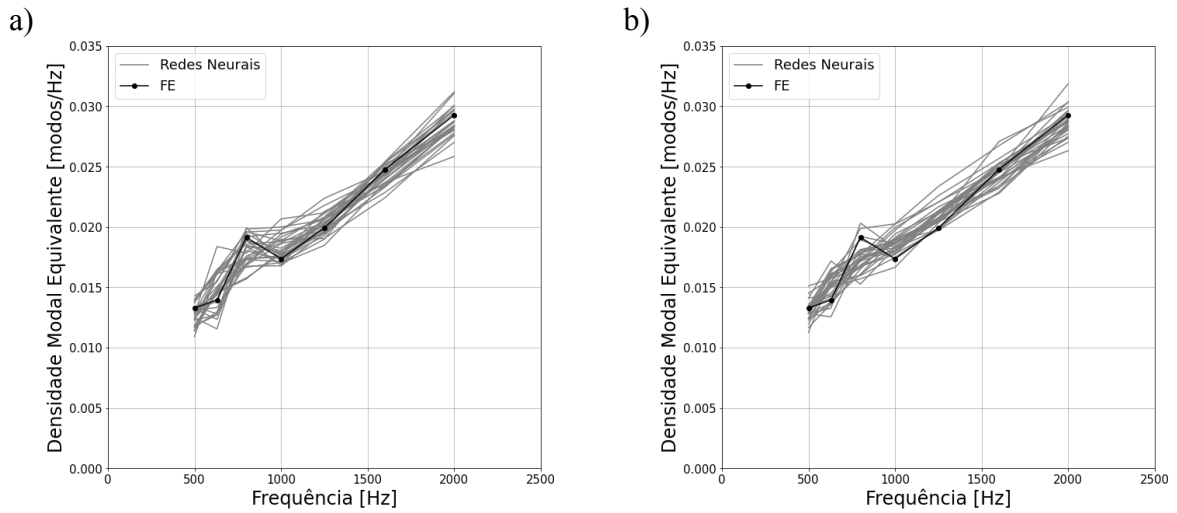 a)
Densidade Modal Equivalente [modos/Hz]
0.035
0.030
0.025
0.020
0.015
0.010
0.005
0.000
Redes Neurais
FE
0
500
1000
1500
2000
2500
Frequência [Hz]
b)
Densidade Modal Equivalente [modos/Hz]
0.035
0.030
0.025
0.020
0.015
0.010
0.005
0.000
Redes Neurais
FE
0
500
1000
1500
2000
2500
Frequência [Hz]